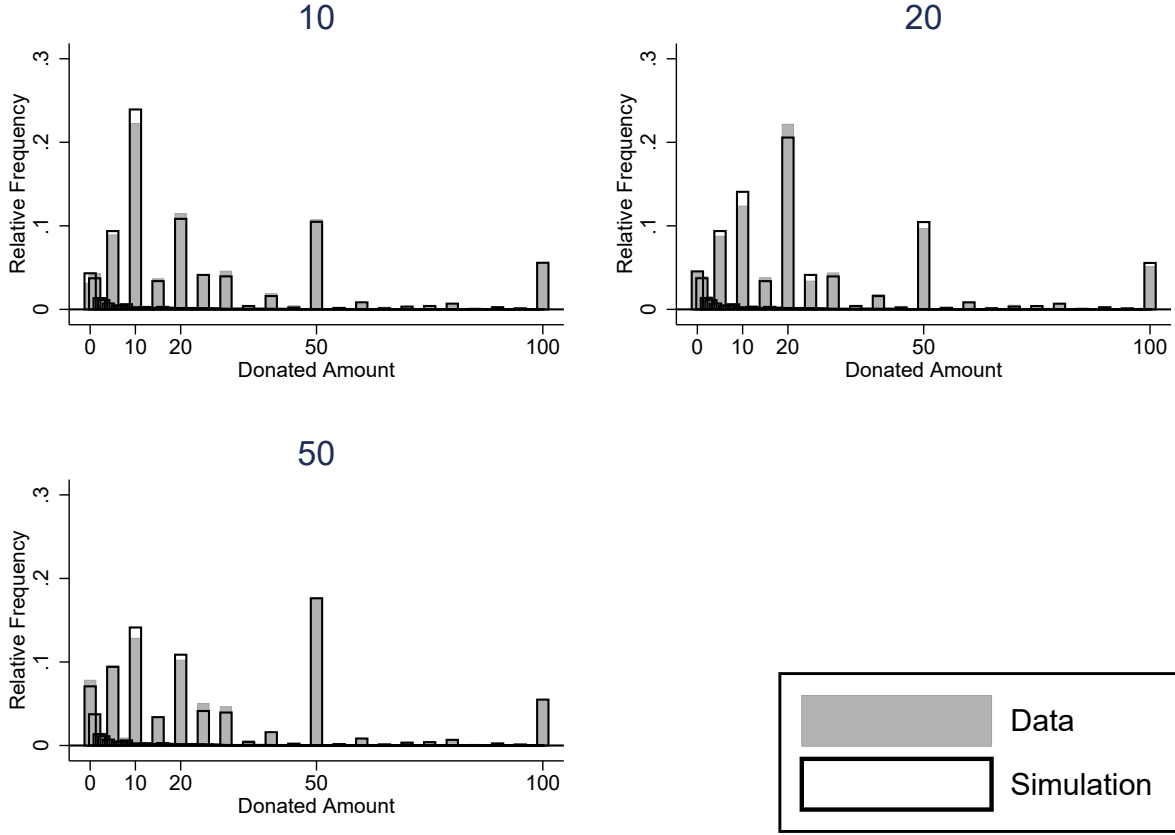 10
.3
.2
.1
0
Relative Frequency
0 10 20 50 100
Donated Amount
20
.3
.2
.1
0
Relative Frequency
0 10 20 50 100
Donated Amount
50
.3
.2
.1
0
Relative Frequency
0 10 20 50 100
Donated Amount
Data
Simulation